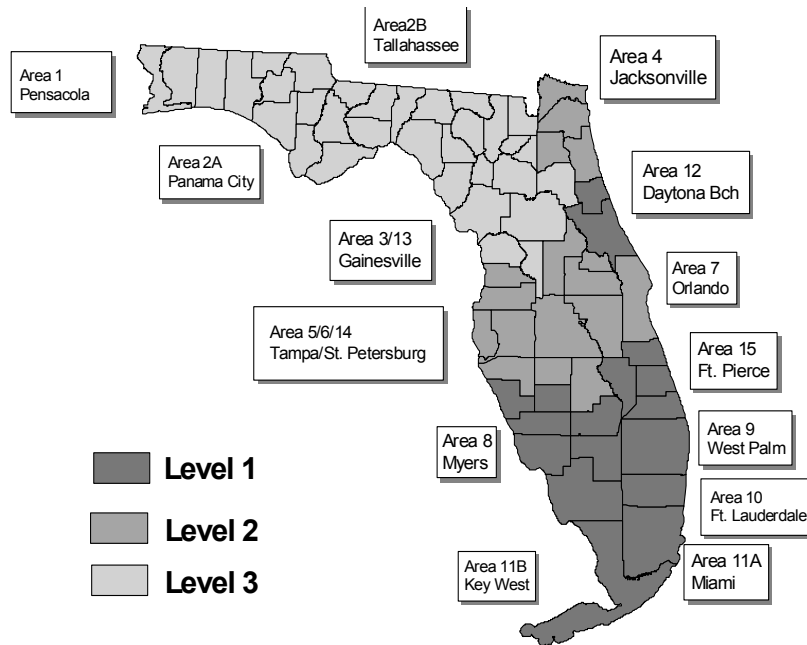 Area2B
Tallahassee
Area 1
Pensacola
Area 4
Jacksonville
Area 2A
Panama City
Area 12
Daytona Bch
Area 3/13
Gainesville
Area 7
Orlando
Area 5/6/14
Tampa/St. Petersburg
Area 15
Ft. Pierce
Area 8
Myers
Area 9
West Palm
Level 1
Area 10
Ft. Lauderdale
Level 2
Area 11B
Key West
Area 11A
Miami
Level 3